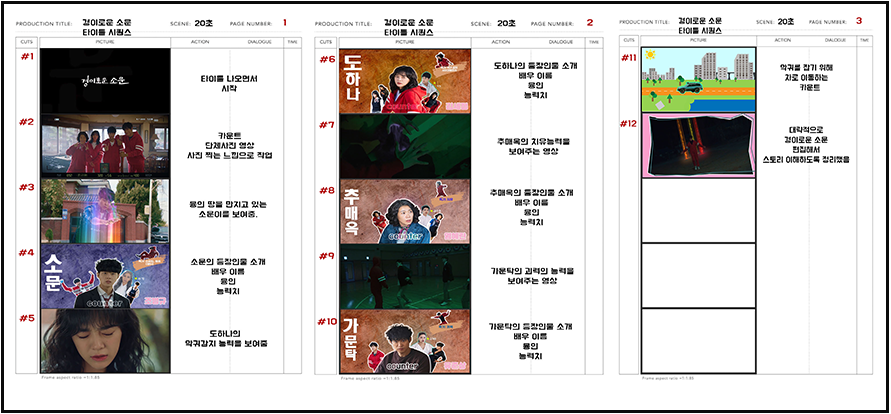 PRODUCTION TITLE: 경이로운 소문
타이틀 시퀀스
SCENE: 20초
PAGE NUMBER: 1
CUTS PICTURE ACTION DIALOGUE TIME
#1
경이로운 소문
타이틀 나오면서
시작
#2
카운트
단체사진 영상
사진 찍는 느낌으로 작업
#3
융의 땅을 만지고 있는
소문이를 보여줌.
#4
소문
counter
소문의 등장인물 소개
배우 이름
융인
능력치
#5
도하나의
악귀감지 능력을 보여줌
Frame aspect ratio =1:1.85
PRODUCTION TITLE: 경이로운 소문
타이틀 시퀀스
SCENE: 20초
PAGE NUMBER: 2
CUTS PICTURE ACTION DIALOGUE TIME
#6
도하나
counter
도하나의 등장인물 소개
배우 이름
융인
능력치
#7
추매옥의 치유능력을
보여주는 영상
#8
추매옥
counter
추매옥의 등장인물 소개
배우 이름
융인
능력치
#9
가문탁의 괴력의 능력을
보여주는 영상
#10
가문탁
counter
가문탁의 등장인물 소개
배우 이름
융인
능력치
Frame aspect ratio =1:1.85
PRODUCTION TITLE: 경이로운 소문
타이틀 시퀀스
SCENE: 20초
PAGE NUMBER: 3
CUTS PICTURE ACTION DIALOGUE TIME
#11
악귀를 잡기 위해
차로 이동하는
카운트
#12
대략적으로
경이로운 소문
편집해서
스토리 이해하도록 정리했음
Frame aspect ratio =1:1.85